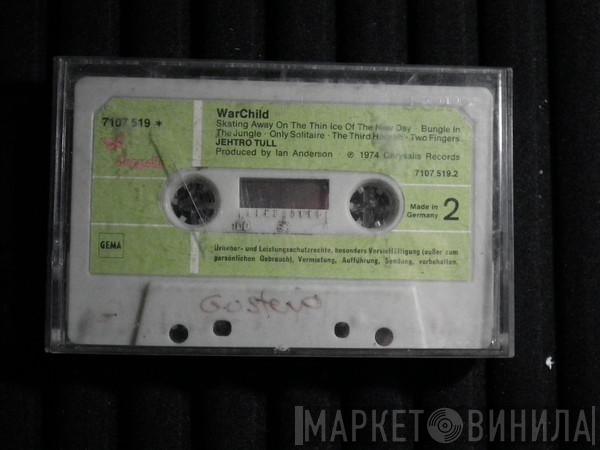 WarChild
7107 519 *
Skating Away On The Thin Ice Of The New Day · Bungle In
The Jungle · Only Solitaire · The Third Hoorah · Two Fingers
JEHTRO TULL
Produced by Ian Anderson ℗ 1974 Chrysalis Records
7107 519.2
Made in
Germany
2
GEMA
Urheber- und Leistungsschutzrechte, besonders Vervielfältigung (außer zum
persönlichen Gebrauch), Vermietung, Aufführung, Sendung, vorbehalten.
МАРКЕТ ВИНИЛА